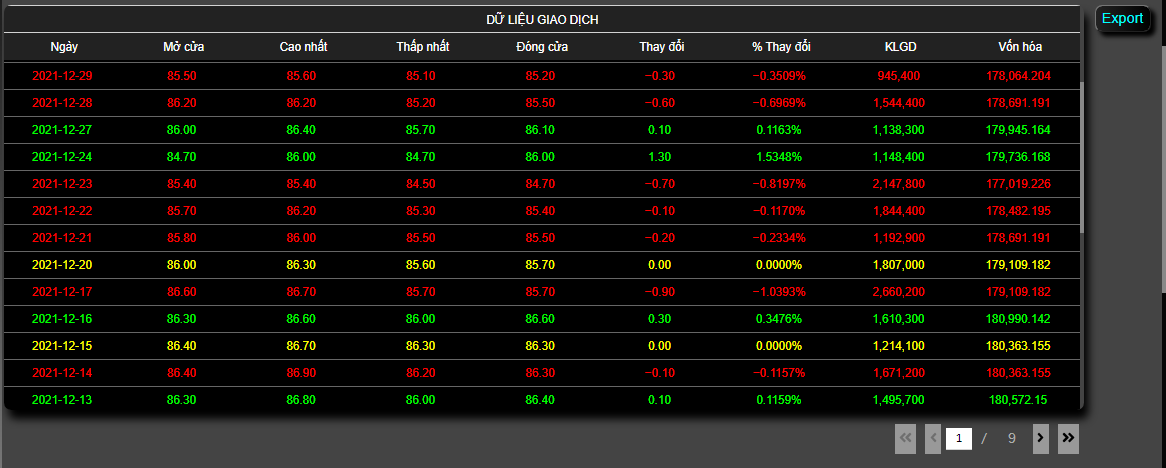 DỮ LIỆU GIAO DỊCH
Export
Ngày Mở cửa Cao nhất Thấp nhất Đóng cửa Thay đổi % Thay đổi KLGD Vốn hóa
2021-12-29 85.50 85.60 85.10 85.20 −0.30 −0.3509% 945,400 178,064.204
2021-12-28 86.20 86.20 85.20 85.50 −0.60 −0.6969% 1,544,400 178,691.191
2021-12-27 86.00 86.40 85.70 86.10 0.10 0.1163% 1,138,300 179,945.164
2021-12-24 84.70 86.00 84.70 86.00 1.30 1.5348% 1,148,400 179,736.168
2021-12-23 85.40 85.40 84.50 84.70 −0.70 −0.8197% 2,147,800 177,019.226
2021-12-22 85.70 86.20 85.30 85.40 −0.10 −0.1170% 1,844,400 178,482.195
2021-12-21 85.80 86.00 85.50 85.50 −0.20 −0.2334% 1,192,900 178,691.191
2021-12-20 86.00 86.30 85.60 85.70 0.00 0.0000% 1,807,000 179,109.182
2021-12-17 86.60 86.70 85.70 85.70 −0.90 −1.0393% 2,660,200 179,109.182
2021-12-16 86.30 86.60 86.00 86.60 0.30 0.3476% 1,610,300 180,990.142
2021-12-15 86.40 86.70 86.30 86.30 0.00 0.0000% 1,214,100 180,363.155
2021-12-14 86.40 86.90 86.20 86.30 −0.10 −0.1157% 1,671,200 180,363.155
2021-12-13 86.30 86.80 86.00 86.40 0.10 0.1159% 1,495,700 180,572.15
1 / 9